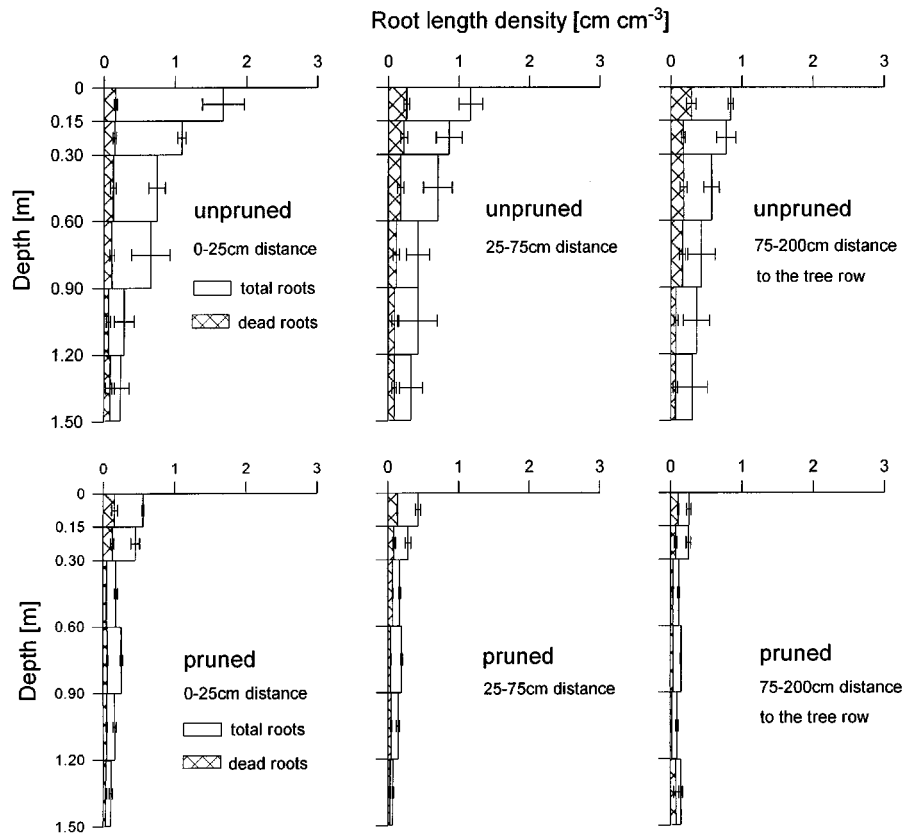 Root length density [cm cm⁻³]
0 1 2 3
0 1 2 3
0 1 2 3
Depth [m]
0
0.15
0.30
0.60
0.90
1.20
1.50
unpruned
0-25cm distance
total roots
dead roots
unpruned
25-75cm distance
unpruned
75-200cm distance
to the tree row
0 1 2 3
0 1 2 3
0 1 2 3
Depth [m]
0
0.15
0.30
0.60
0.90
1.20
1.50
pruned
0-25cm distance
total roots
dead roots
pruned
25-75cm distance
pruned
75-200cm distance
to the tree row